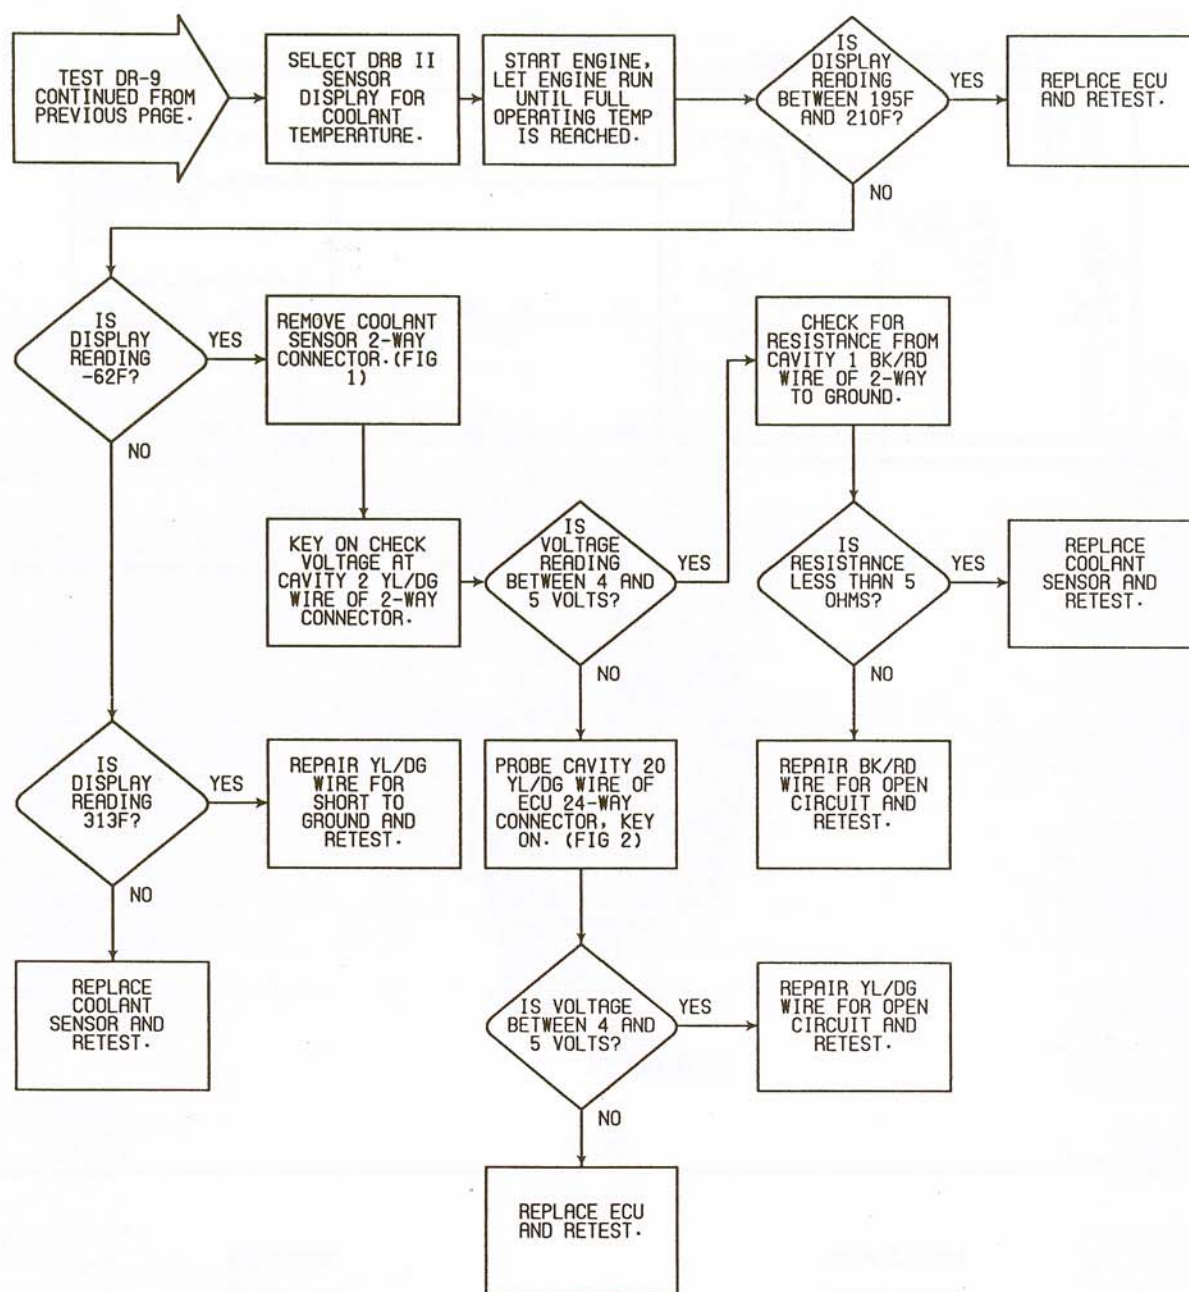 TEST DR-9
CONTINUED FROM
PREVIOUS PAGE.
SELECT DRB II
SENSOR
DISPLAY FOR
COOLANT
TEMPERATURE.
START ENGINE,
LET ENGINE RUN
UNTIL FULL
OPERATING TEMP
IS REACHED.
IS
DISPLAY
READING
BETWEEN 195F
AND 210F?
YES
REPLACE ECU
AND RETEST.
NO
IS
DISPLAY
READING
-62F?
YES
REMOVE COOLANT
SENSOR 2-WAY
CONNECTOR.(FIG
1)
CHECK FOR
RESISTANCE FROM
CAVITY 1 BK/RD
WIRE OF 2-WAY
TO GROUND.
NO
KEY ON CHECK
VOLTAGE AT
CAVITY 2 YL/DG
WIRE OF 2-WAY
CONNECTOR.
IS
VOLTAGE
READING
BETWEEN 4 AND
5 VOLTS?
YES
IS
RESISTANCE
LESS THAN 5
OHMS?
YES
REPLACE
COOLANT
SENSOR AND
RETEST.
NO
NO
IS
DISPLAY
READING
313F?
YES
REPAIR YL/DG
WIRE FOR
SHORT TO
GROUND AND
RETEST.
PROBE CAVITY 20
YL/DG WIRE OF
ECU 24-WAY
CONNECTOR, KEY
ON. (FIG 2)
REPAIR BK/RD
WIRE FOR OPEN
CIRCUIT AND
RETEST.
NO
REPLACE
COOLANT
SENSOR AND
RETEST.
IS VOLTAGE
BETWEEN 4 AND
5 VOLTS?
YES
REPAIR YL/DG
WIRE FOR OPEN
CIRCUIT AND
RETEST.
NO
REPLACE ECU
AND RETEST.